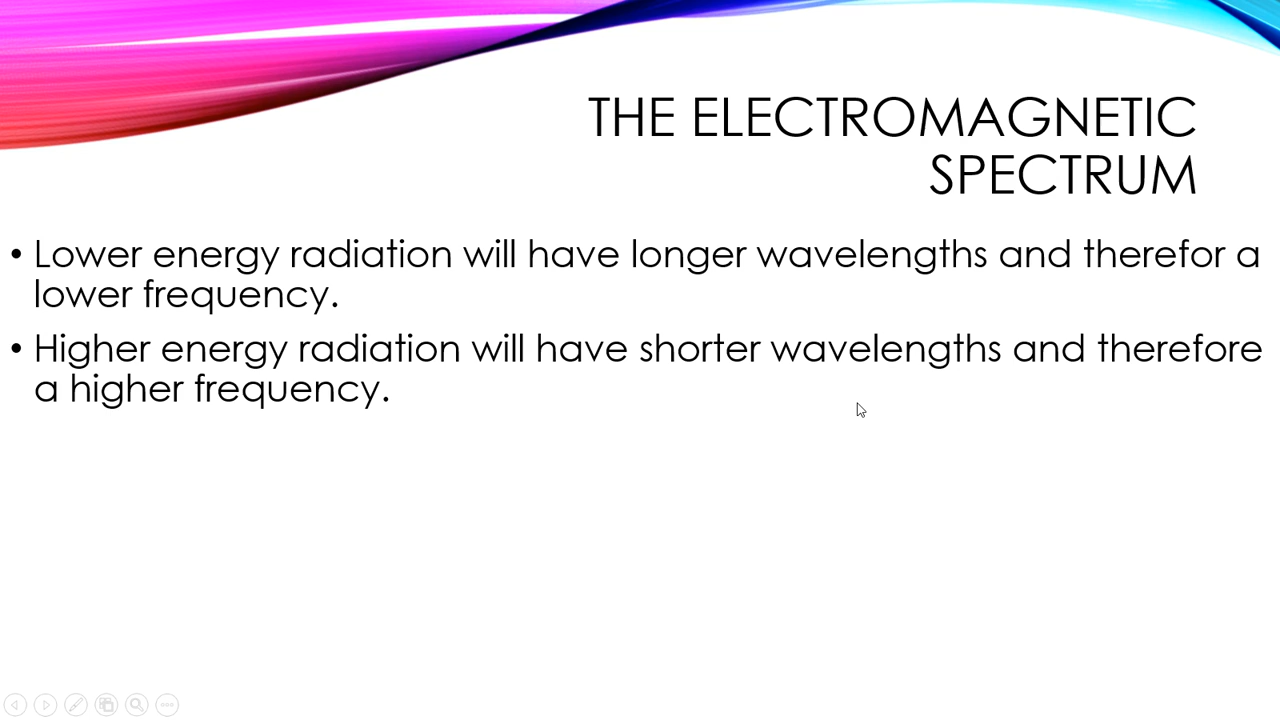 THE ELECTROMAGNETIC
SPECTRUM
• Lower energy radiation will have longer wavelengths and therefor a
lower frequency.
• Higher energy radiation will have shorter wavelengths and therefore
a higher frequency.